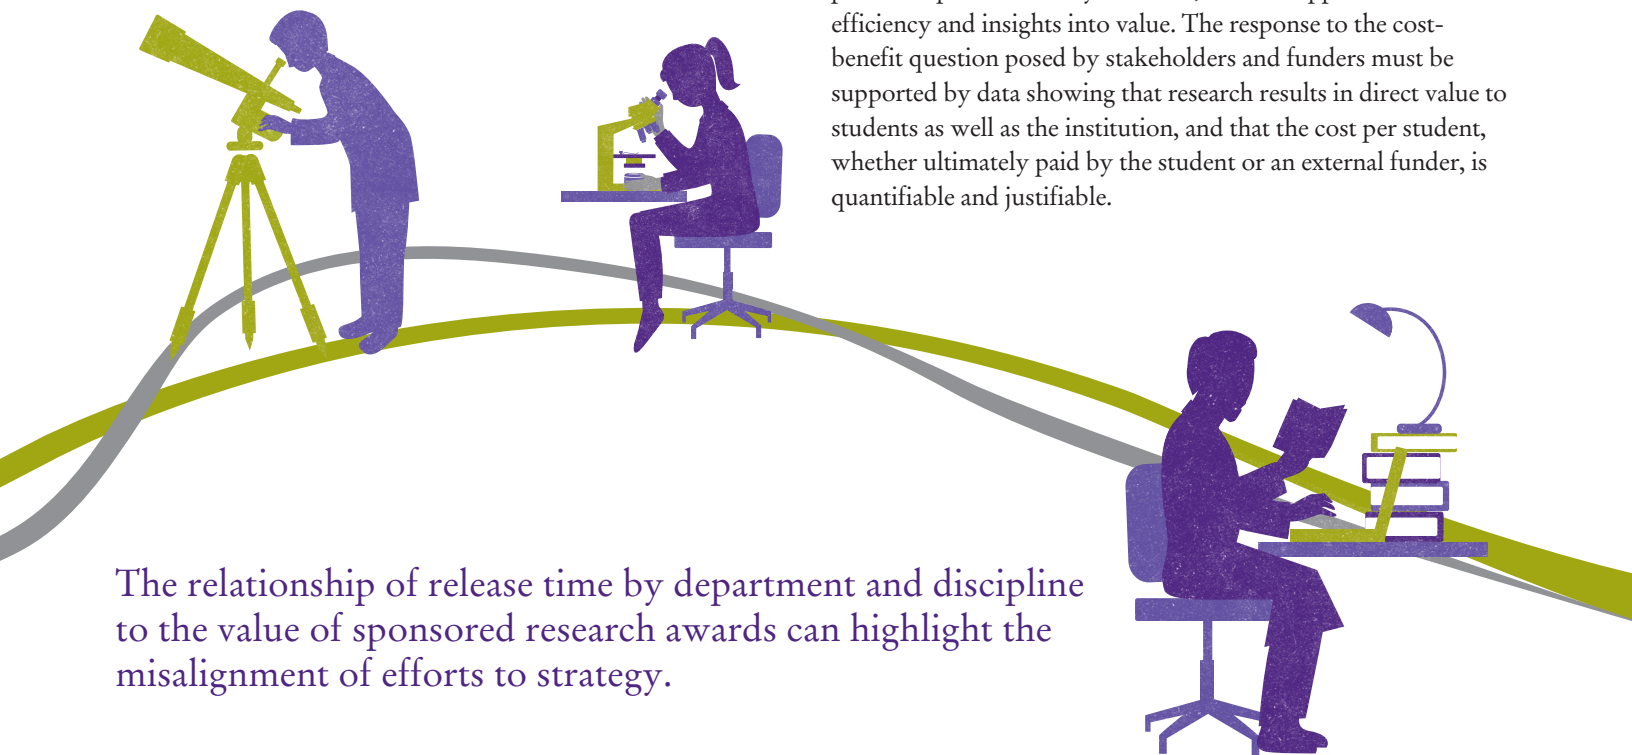 efficiency and insights into value. The response to the cost-
benefit question posed by stakeholders and funders must be
supported by data showing that research results in direct value to
students as well as the institution, and that the cost per student,
whether ultimately paid by the student or an external funder, is
quantifiable and justifiable.
The relationship of release time by department and discipline
to the value of sponsored research awards can highlight the
misalignment of efforts to strategy.